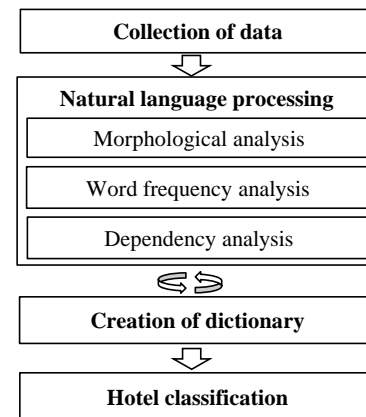 Collection of data
Natural language processing
Morphological analysis
Word frequency analysis
Dependency analysis
Creation of dictionary
Hotel classification